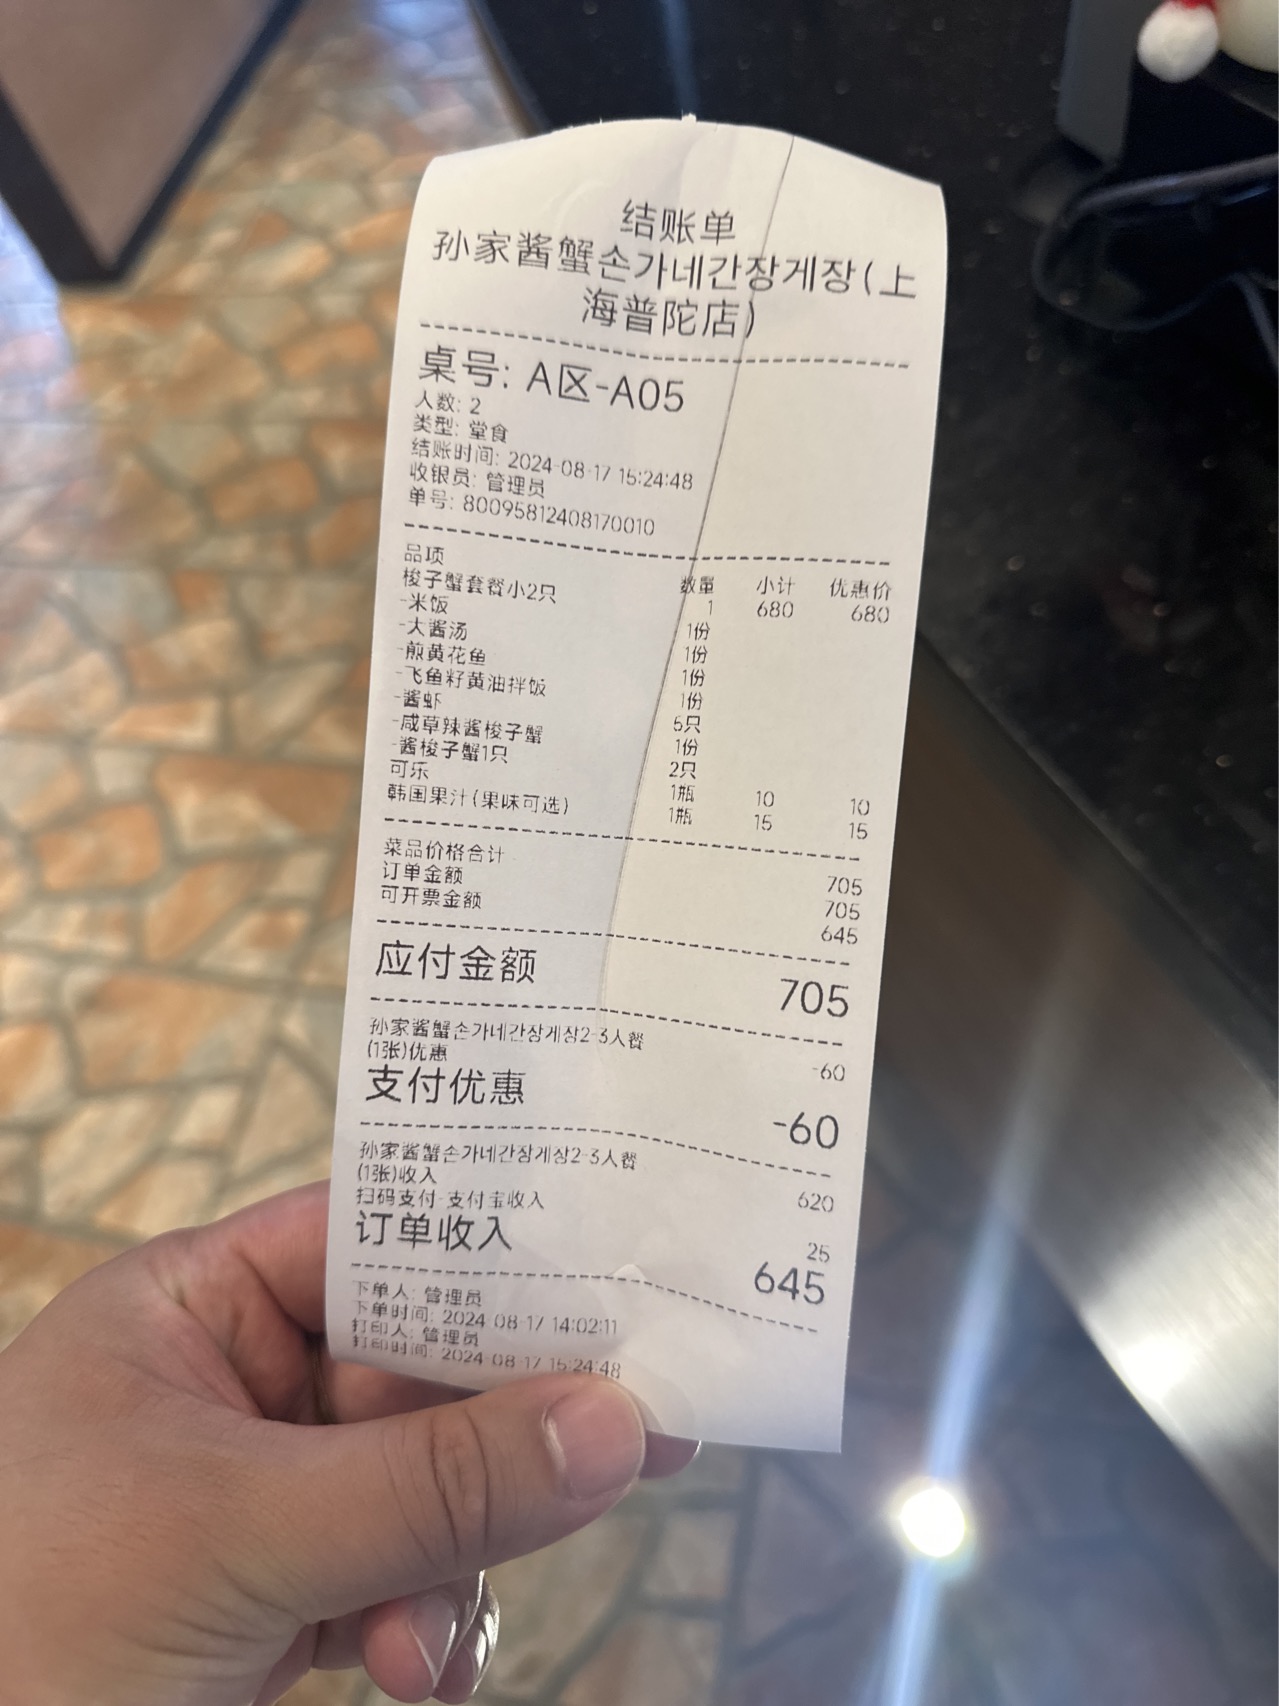 结账单
孙家酱蟹손가네간장게장(上
海普陀店)
桌号: A区-A05
人数: 2
类型: 堂食
结账时间: 2024-08-17 15:24:48
收银员: 管理员
单号: 80095812408170010
品项 数量 小计 优惠价
梭子蟹套餐小2只 1 680 680
-米饭 1份
-大酱汤 1份
-煎黄花鱼 1份
-飞鱼籽黄油拌饭 1份
-酱虾 5只
-咸草辣酱梭子蟹 1份
-酱梭子蟹1只 2只
可乐 1瓶 10 10
韩国果汁(果味可选) 1瓶 15 15
菜品价格合计 705
订单金额 705
可开票金额 645
应付金额 705
孙家酱蟹손가네간장게장2-3人餐
(1张)优惠 -60
支付优惠 -60
孙家酱蟹손가네간장게장2-3人餐
(1张)收入 620
扫码支付-支付宝收入 25
订单收入 645
下单人: 管理员
下单时间: 2024-08-17 14:02:11
打印人: 管理员
打印时间: 2024-08-17 15:24:48